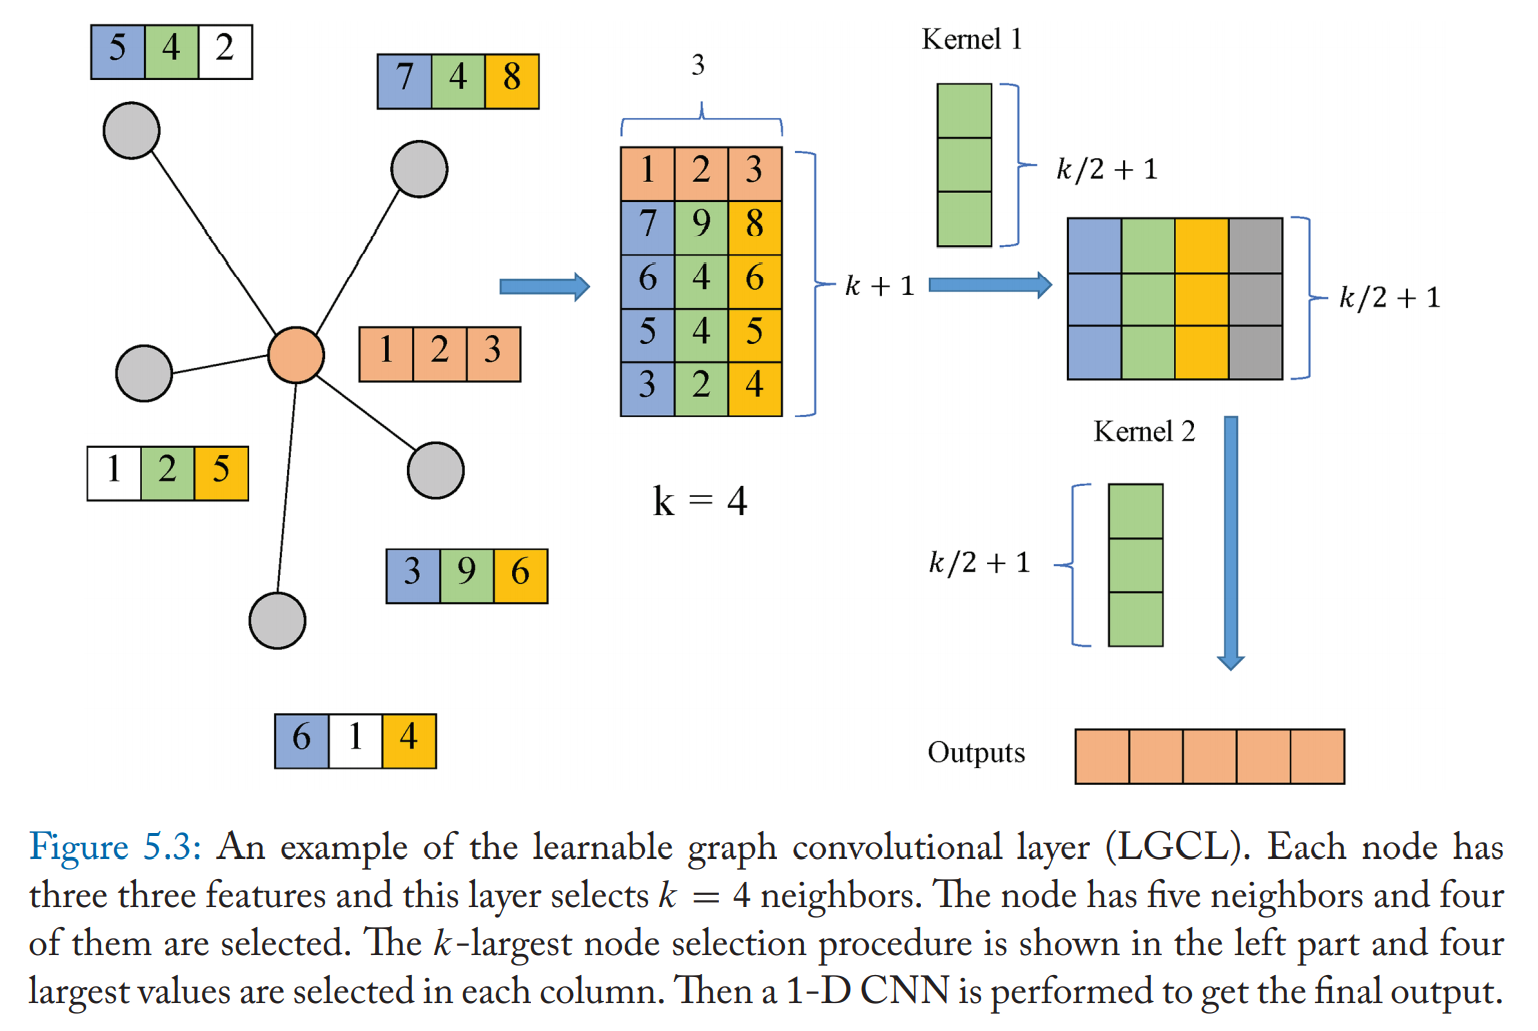 5 4 2
7 4 8
1 2 3
1 2 5
3 9 6
6 1 4
3
1 2 3
7 9 8
6 4 6
5 4 5
3 2 4
k + 1
k = 4
Kernel 1
k/2 + 1
k/2 + 1
Kernel 2
k/2 + 1
Outputs
Figure 5.3: An example of the learnable graph convolutional layer (LGCL). Each node has
three three features and this layer selects k = 4 neighbors. The node has five neighbors and four
of them are selected. The k-largest node selection procedure is shown in the left part and four
largest values are selected in each column. Then a 1-D CNN is performed to get the final output.